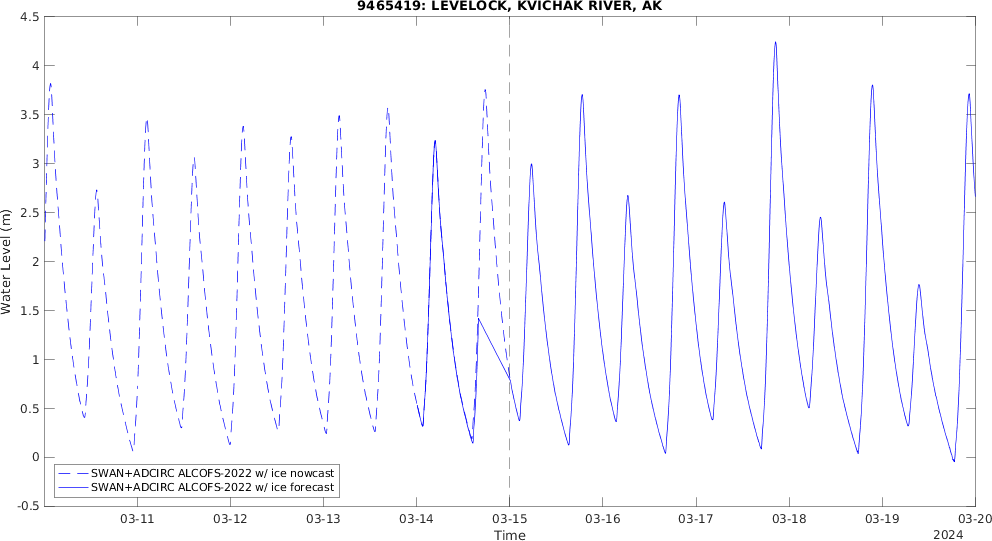 9465419: LEVELOCK, KVICHAK RIVER, AK
4.5
4
3.5
3
2.5
2
1.5
1
0.5
0
-0.5
Water Level (m)
SWAN+ADCIRC ALCOFS-2022 w/ ice nowcast
SWAN+ADCIRC ALCOFS-2022 w/ ice forecast
03-11 03-12 03-13 03-14 03-15 03-16 03-17 03-18 03-19 03-20
Time
2024